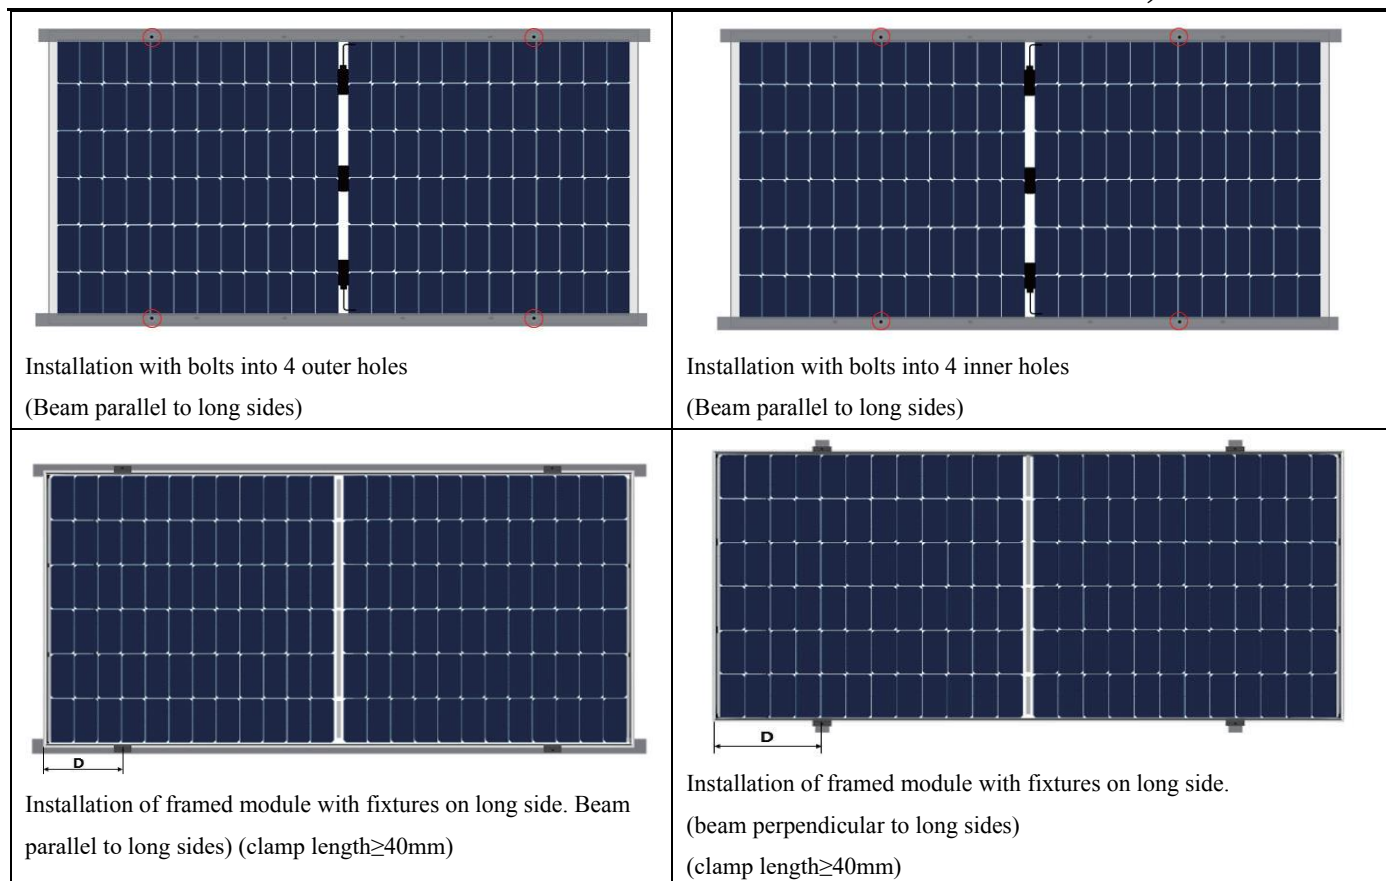 Installation with bolts into 4 outer holes
(Beam parallel to long sides)
Installation with bolts into 4 inner holes
(Beam parallel to long sides)
D
Installation of framed module with fixtures on long side. Beam
parallel to long sides) (clamp length≥40mm)
D
Installation of framed module with fixtures on long side.
(beam perpendicular to long sides)
(clamp length≥40mm)